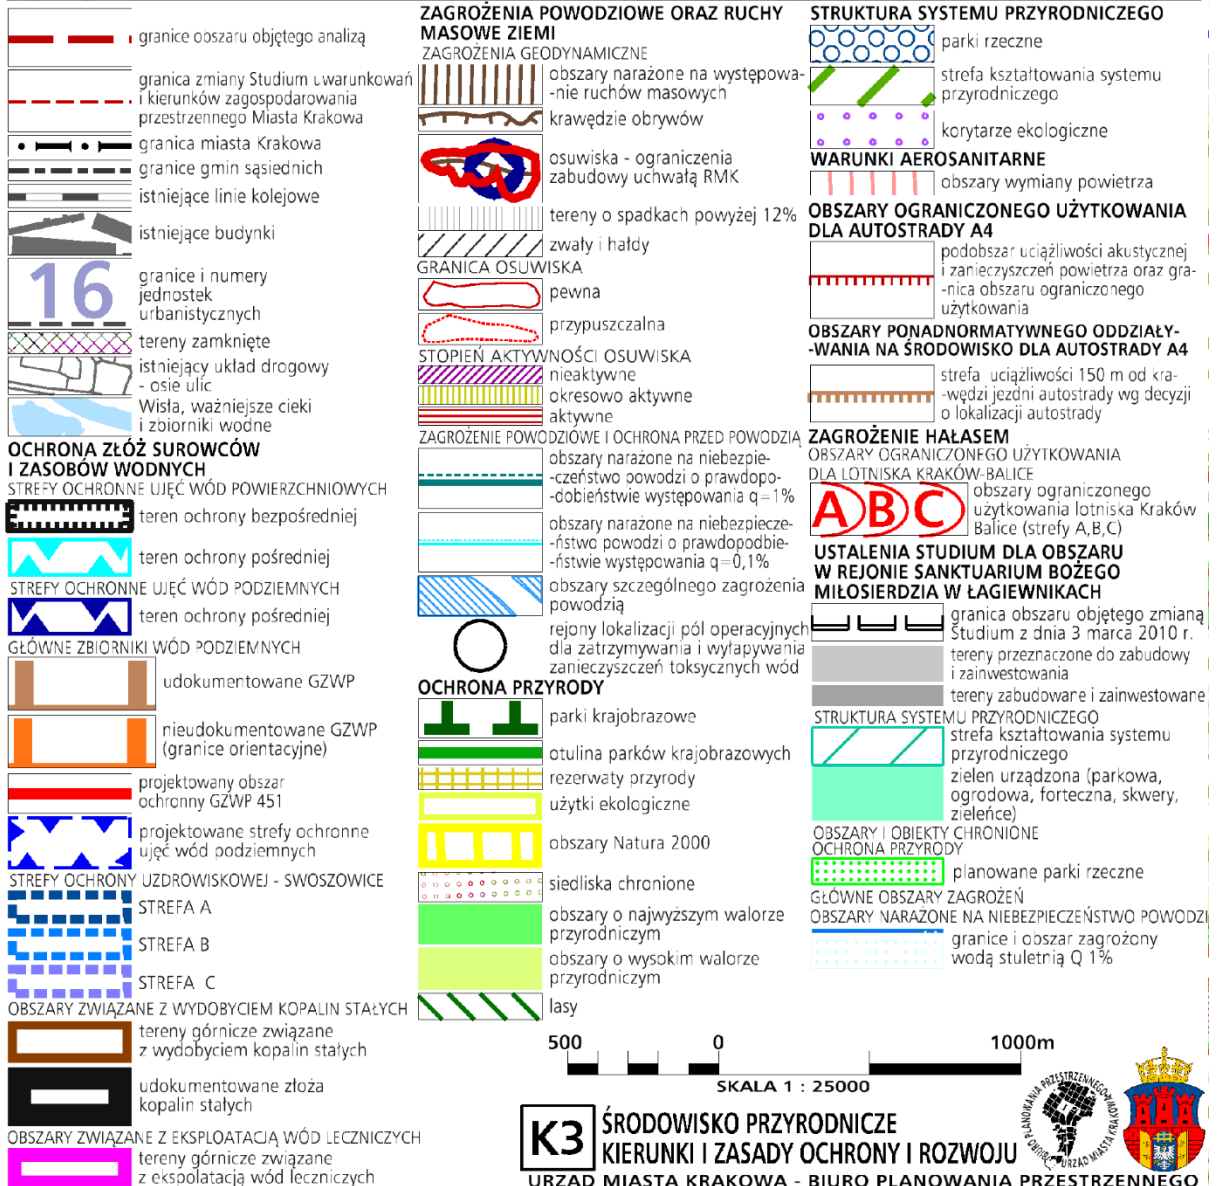 granice obszaru objętego analizą
granica zmiany Studium uwarunkowań
i kierunków zagospodarowania
przestrzennego Miasta Krakowa
granica miasta Krakowa
granice gmin sąsiednich
istniejące linie kolejowe
istniejące budynki
16
granice i numery
jednostek
urbanistycznych
tereny zamknięte
istniejący układ drogowy
- osie ulic
Wisła, ważniejsze cieki
i zbiorniki wodne
OCHRONA ZŁÓŻ SUROWCÓW
I ZASOBÓW WODNYCH
STREFY OCHRONNE UJĘĆ WÓD POWIERZCHNIOWYCH
teren ochrony bezpośredniej
teren ochrony pośredniej
STREFY OCHRONNE UJĘĆ WÓD PODZIEMNYCH
teren ochrony pośredniej
GŁÓWNE ZBIORNIKI WÓD PODZIEMNYCH
udokumentowane GZWP
nieudokumentowane GZWP
(granice orientacyjne)
projektowany obszar
ochronny GZWP 451
projektowane strefy ochronne
ujęć wód podziemnych
STREFY OCHRONY UZDROWISKOWEJ - SWOSZOWICE
STREFA A
STREFA B
STREFA C
OBSZARY ZWIĄZANE Z WYDOBYCIEM KOPALIN STAŁYCH
tereny górnicze związane
z wydobyciem kopalin stałych
udokumentowane złoża
kopalin stałych
OBSZARY ZWIĄZANE Z EKSPLOATACJĄ WÓD LECZNICZYCH
tereny górnicze związane
z ekspolatacją wód leczniczych
ZAGROŻENIA POWODZIOWE ORAZ RUCHY
MASOWE ZIEMI
ZAGROŻENIA GEODYNAMICZNE
obszary narażone na występowa-
-nie ruchów masowych
krawędzie obrywów
osuwiska - ograniczenia
zabudowy uchwałą RMK
tereny o spadkach powyżej 12%
zwały i hałdy
GRANICA OSUWISKA
pewna
przypuszczalna
STOPIEŃ AKTYWNOŚCI OSUWISKA
nieaktywne
okresowo aktywne
aktywne
ZAGROŻENIE POWODZIOWE I OCHRONA PRZED POWODZIĄ
obszary narażone na niebezpie-
-czeństwo powodzi o prawdopo-
-dobieństwie występowania q=1%
obszary narażone na niebezpiecze-
-ństwo powodzi o prawdopodbie-
-ństwie występowania q=0,1%
obszary szczególnego zagrożenia
powodzią
rejony lokalizacji pól operacyjnych
dla zatrzymywania i wyłapywania
zanieczyszczeń toksycznych wód
OCHRONA PRZYRODY
parki krajobrazowe
otulina parków krajobrazowych
rezerwaty przyrody
użytki ekologiczne
obszary Natura 2000
siedliska chronione
obszary o najwyższym walorze
przyrodniczym
obszary o wysokim walorze
przyrodniczym
lasy
STRUKTURA SYSTEMU PRZYRODNICZEGO
parki rzeczne
strefa kształtowania systemu
przyrodniczego
korytarze ekologiczne
WARUNKI AEROSANITARNE
obszary wymiany powietrza
OBSZARY OGRANICZONEGO UŻYTKOWANIA
DLA AUTOSTRADY A4
podobszar uciążliwości akustycznej
i zanieczyszczeń powietrza oraz gra-
-nica obszaru ograniczonego
użytkowania
OBSZARY PONADNORMATYWNEGO ODDZIAŁY-
-WANIA NA ŚRODOWISKO DLA AUTOSTRADY A4
strefa uciążliwości 150 m od kra-
-wędzi jezdni autostrady wg decyzji
o lokalizacji autostrady
ZAGROŻENIE HAŁASEM
OBSZARY OGRANICZONEGO UŻYTKOWANIA
DLA LOTNISKA KRAKÓW-BALICE
A B C
obszary ograniczonego
użytkowania lotniska Kraków
Balice (strefy A,B,C)
USTALENIA STUDIUM DLA OBSZARU
W REJONIE SANKTUARIUM BOŻEGO
MIŁOSIERDZIA W ŁAGIEWNIKACH
granica obszaru objętego zmianą
Studium z dnia 3 marca 2010 r.
tereny przeznaczone do zabudowy
i zainwestowania
tereny zabudowane i zainwestowane
STRUKTURA SYSTEMU PRZYRODNICZEGO
strefa kształtowania systemu
przyrodniczego
zielen urządzona (parkowa,
ogrodowa, forteczna, skwery,
zieleńce)
OBSZARY I OBIEKTY CHRONIONE
OCHRONA PRZYRODY
planowane parki rzeczne
GŁÓWNE OBSZARY ZAGROŻEŃ
OBSZARY NARAŻONE NA NIEBEZPIECZEŃSTWO POWODZI
granice i obszar zagrożony
wodą stuletnią Q 1%
500 0 1000m
SKALA 1 : 25000
K3
ŚRODOWISKO PRZYRODNICZE
KIERUNKI I ZASADY OCHRONY I ROZWOJU
BIURO PLANOWANIA PRZESTRZENNEGO
URZĄD MIASTA KRAKOWA
URZĄD MIASTA KRAKOWA - BIURO PLANOWANIA PRZESTRZENNEGO